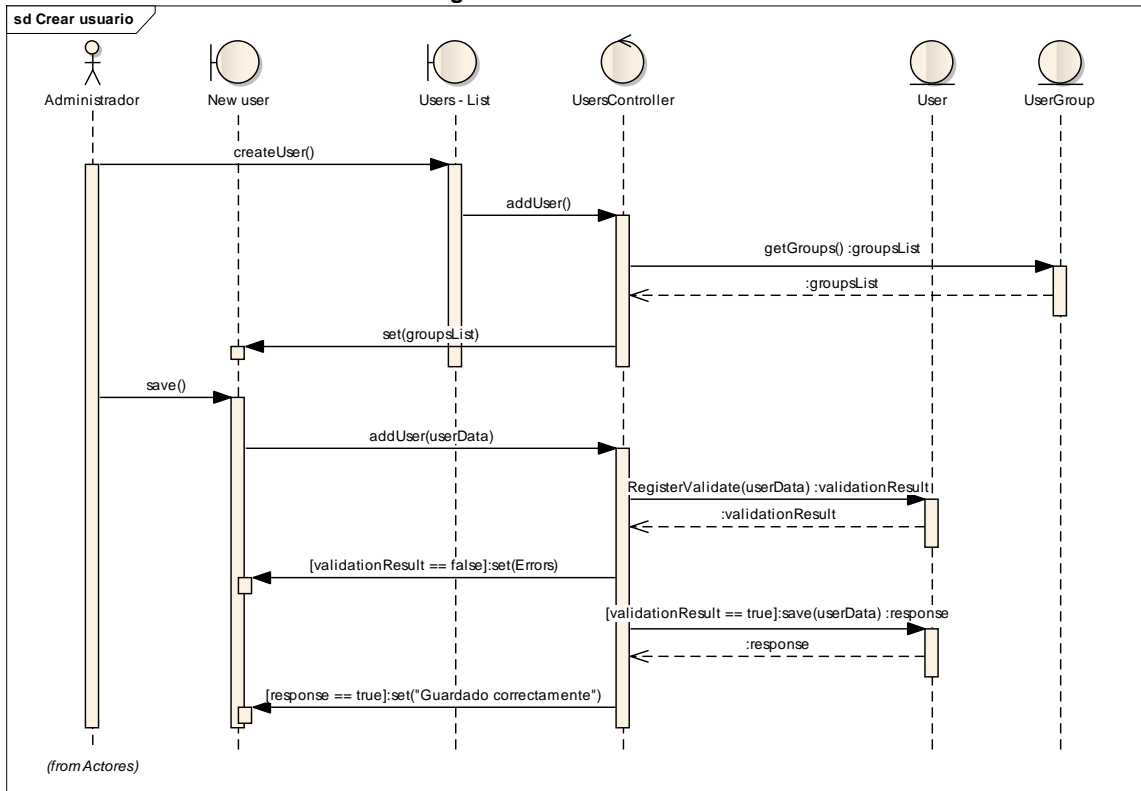 sd Crear usuario
Administrador
New user
Users - List
UsersController
User
UserGroup
createUser()
addUser()
getGroups() :groupsList
:groupsList
set(groupsList)
save()
addUser(userData)
RegisterValidate(userData) :validationResult
:validationResult
[validationResult == false]:set(Errors)
[validationResult == true]:save(userData) :response
:response
[response == true]:set("Guardado correctamente")
(from Actores)